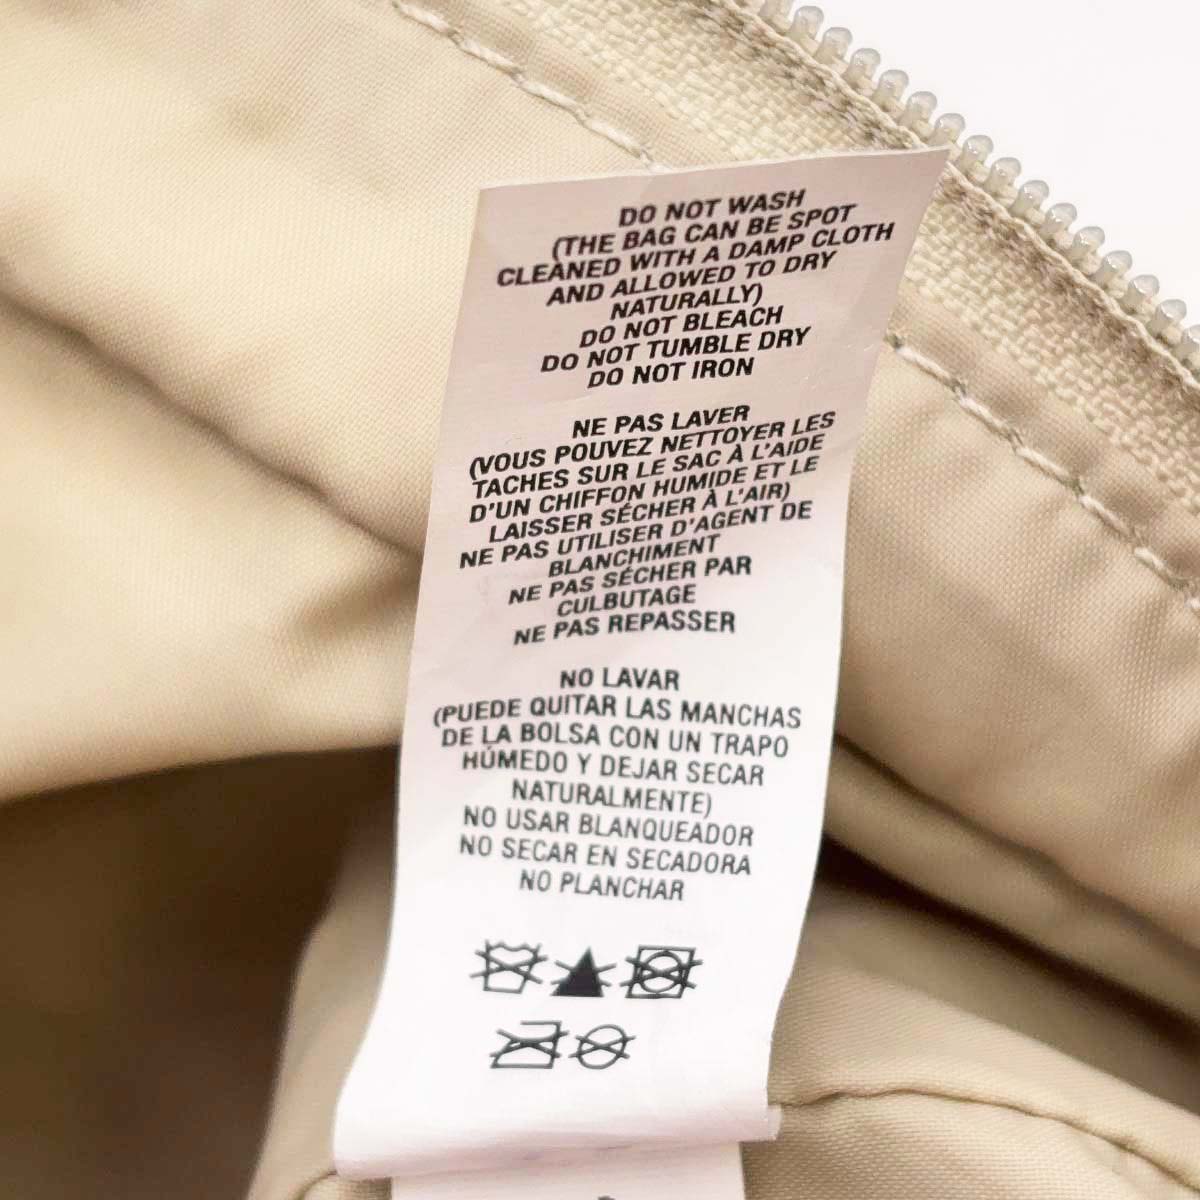 DO NOT WASH
(THE BAG CAN BE SPOT
CLEANED WITH A DAMP CLOTH
AND ALLOWED TO DRY
NATURALLY)
DO NOT BLEACH
DO NOT TUMBLE DRY
DO NOT IRON
NE PAS LAVER
(VOUS POUVEZ NETTOYER LES
TACHES SUR LE SAC À L'AIDE
D'UN CHIFFON HUMIDE ET LE
LAISSER SÉCHER À L'AIR)
NE PAS UTILISER D'AGENT DE
BLANCHIMENT
NE PAS SÉCHER PAR
CULBUTAGE
NE PAS REPASSER
NO LAVAR
(PUEDE QUITAR LAS MANCHAS
DE LA BOLSA CON UN TRAPO
HÚMEDO Y DEJAR SECAR
NATURALMENTE)
NO USAR BLANQUEADOR
NO SECAR EN SECADORA
NO PLANCHAR